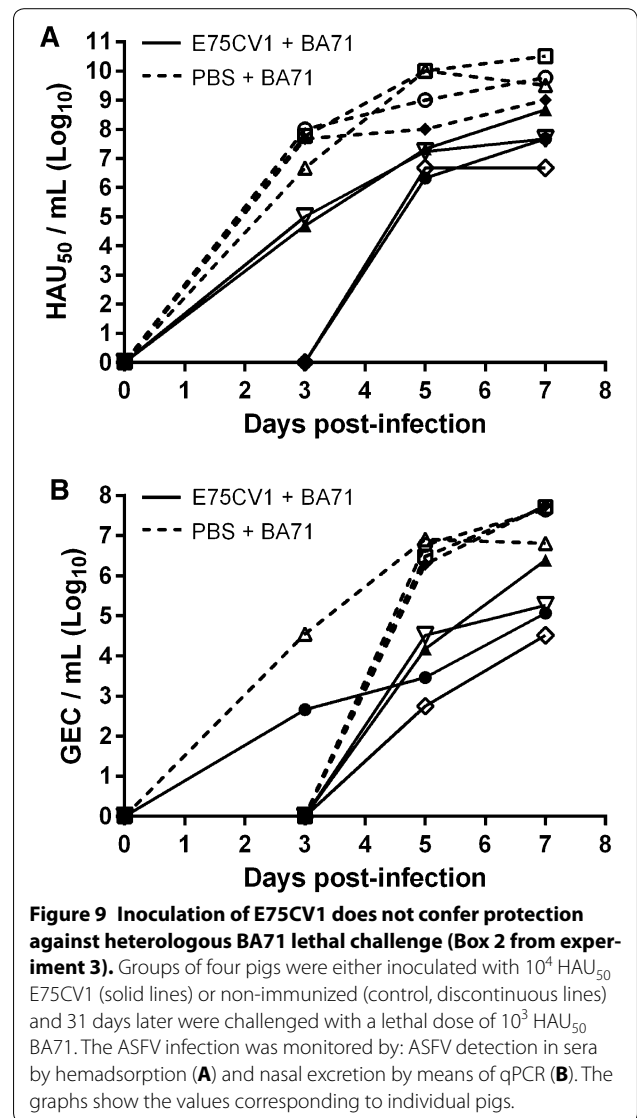 A
11
10
9
8
7
6
5
4
3
2
1
0
HAU50 / mL (Log10)
E75CV1 + BA71
PBS + BA71
0 1 2 3 4 5 6 7 8
Days post-infection
B
8
7
6
5
4
3
2
1
0
GEC / mL (Log10)
E75CV1 + BA71
PBS + BA71
0 1 2 3 4 5 6 7 8
Days post-infection
Figure 9 Inoculation of E75CV1 does not confer protection
against heterologous BA71 lethal challenge (Box 2 from exper-
iment 3). Groups of four pigs were either inoculated with 10⁴ HAU₅₀
E75CV1 (solid lines) or non-immunized (control, discontinuous lines)
and 31 days later were challenged with a lethal dose of 10³ HAU₅₀
BA71. The ASFV infection was monitored by: ASFV detection in sera
by hemadsorption (A) and nasal excretion by means of qPCR (B). The
graphs show the values corresponding to individual pigs.